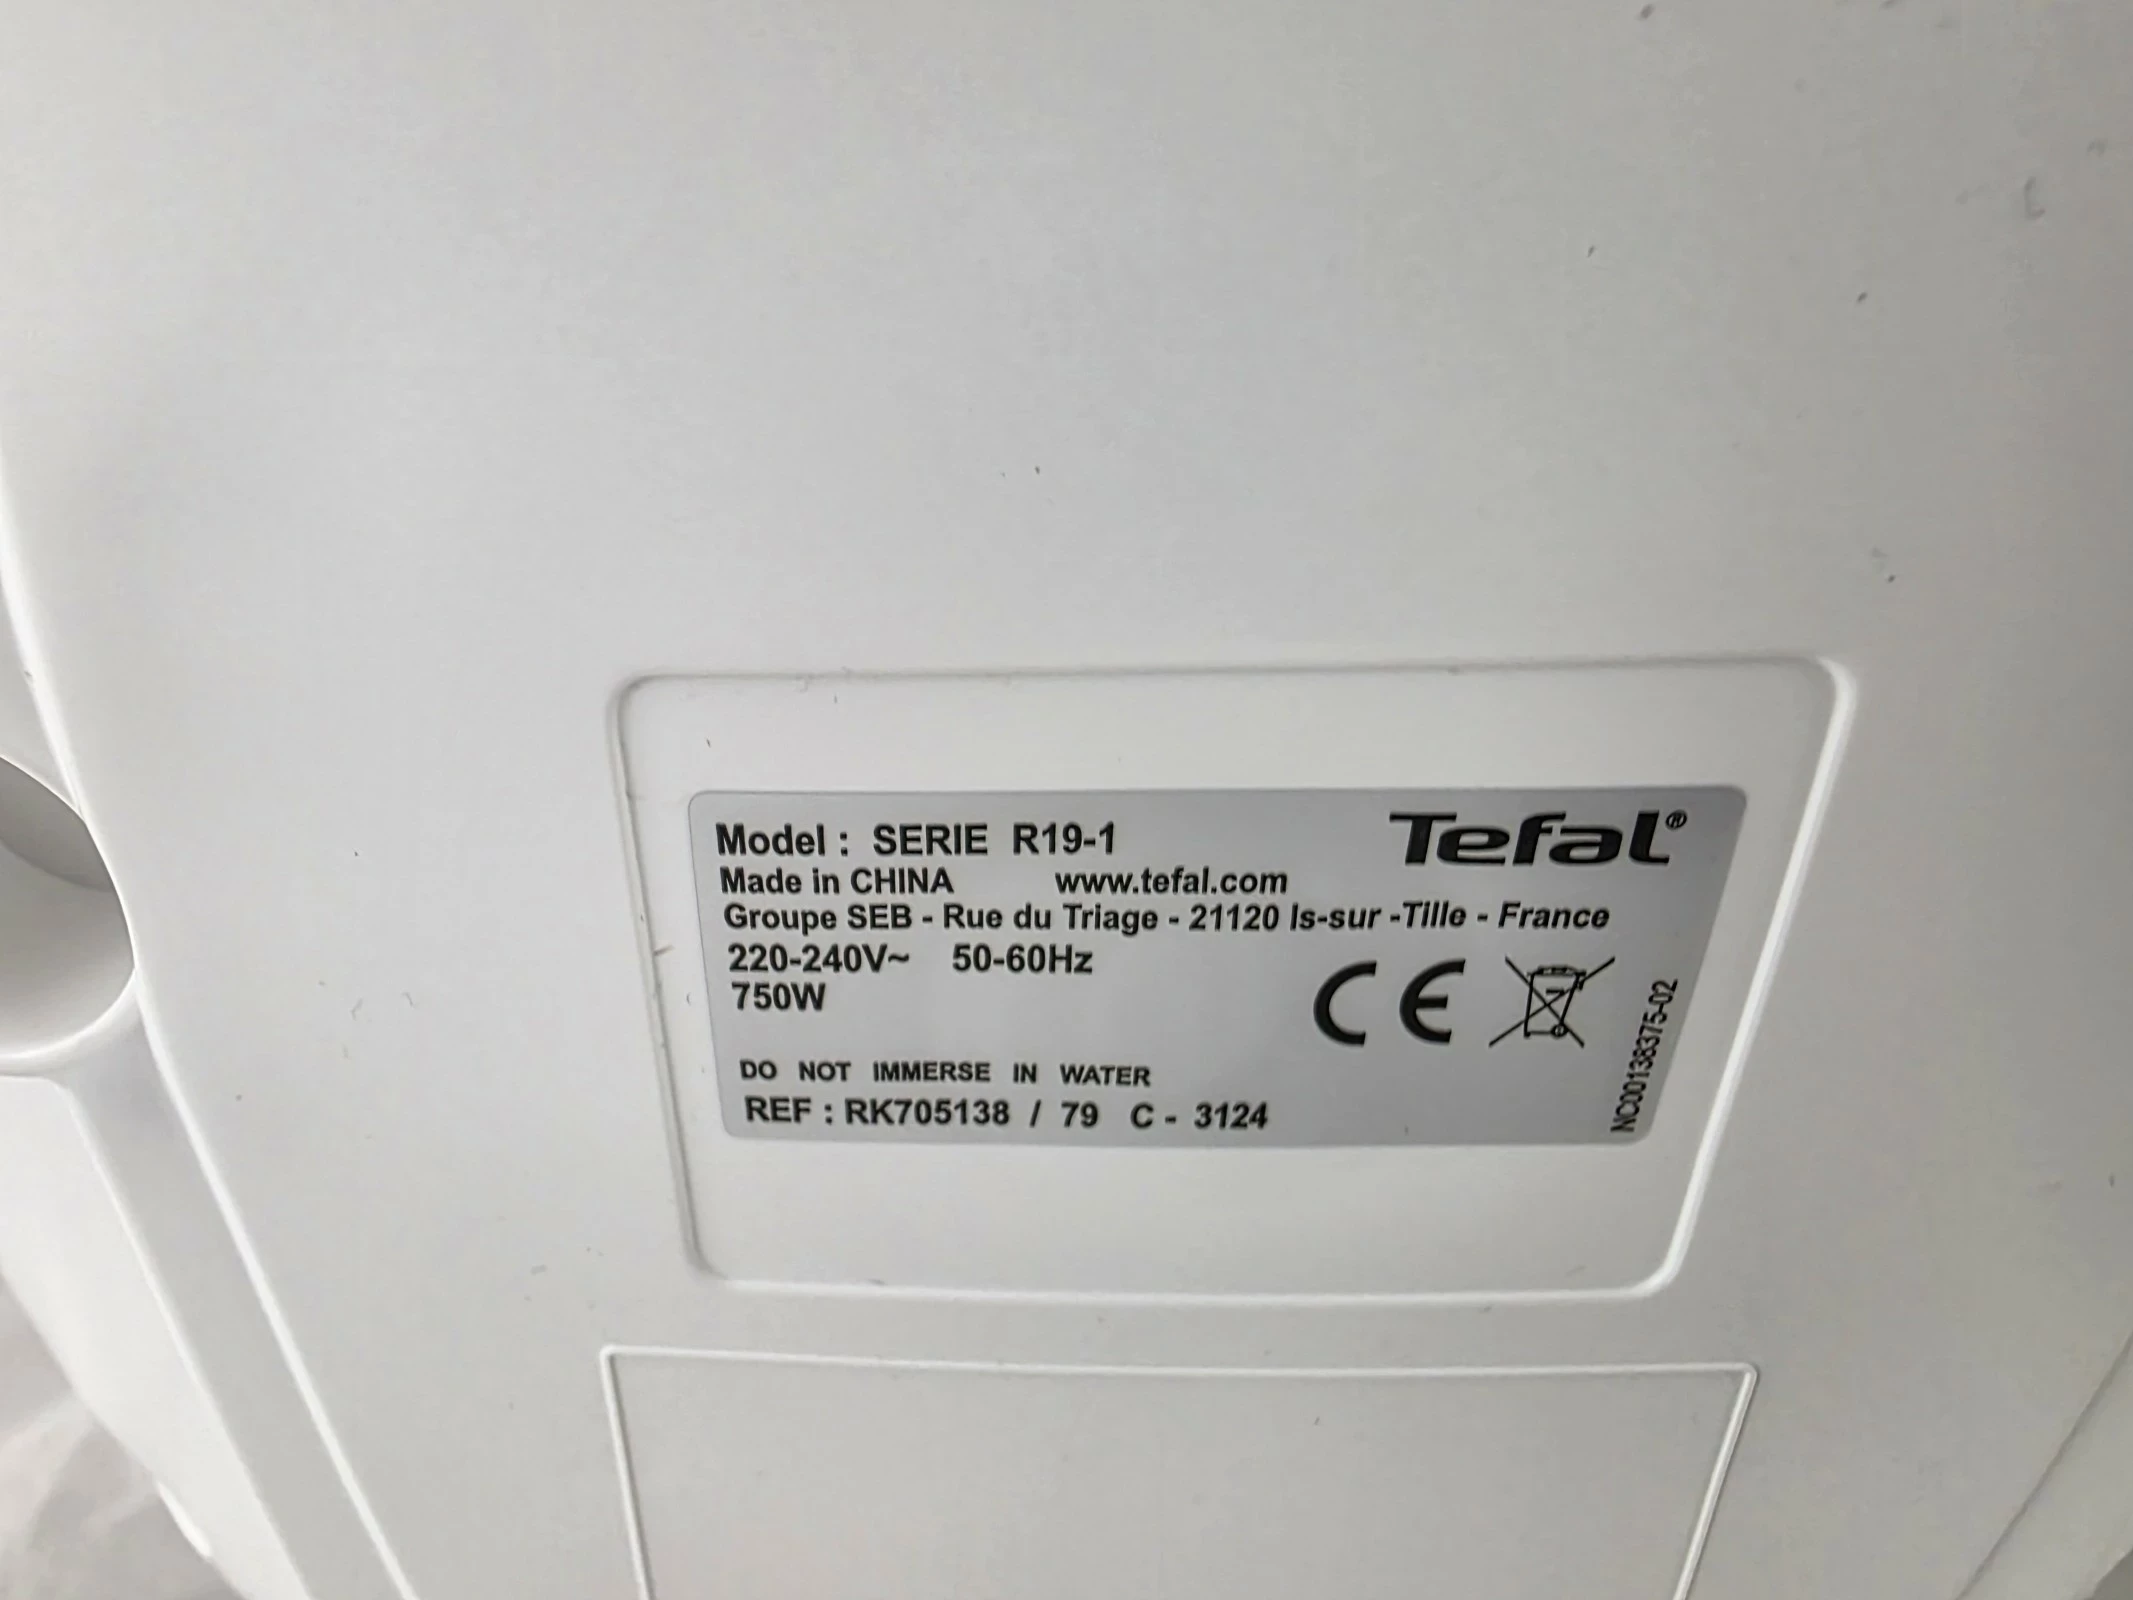 Model : SERIE R19-1 Tefal®
Made in CHINA www.tefal.com
Groupe SEB - Rue du Triage - 21120 Is-sur -Tille - France
220-240V~ 50-60Hz
750W
CE
DO NOT IMMERSE IN WATER
REF : RK705138 / 79 C - 3124
NC00138375-02